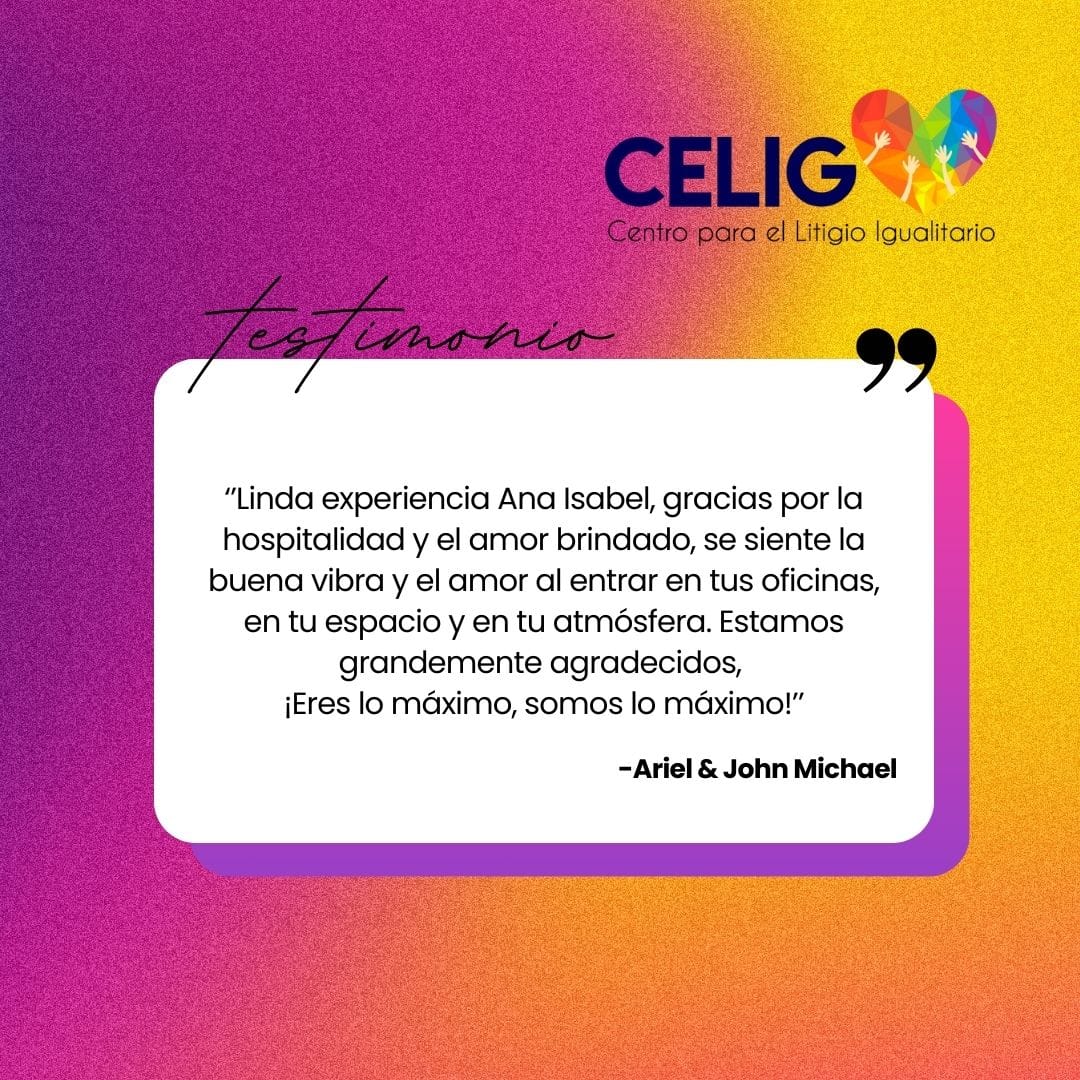 CELIG
Centro para el Litigio Igualitario
testimonio
”
“Linda experiencia Ana Isabel, gracias por la
hospitalidad y el amor brindado, se siente la
buena vibra y el amor al entrar en tus oficinas,
en tu espacio y en tu atmósfera. Estamos
grandemente agradecidos,
¡Eres lo máximo, somos lo máximo!”
-Ariel & John Michael